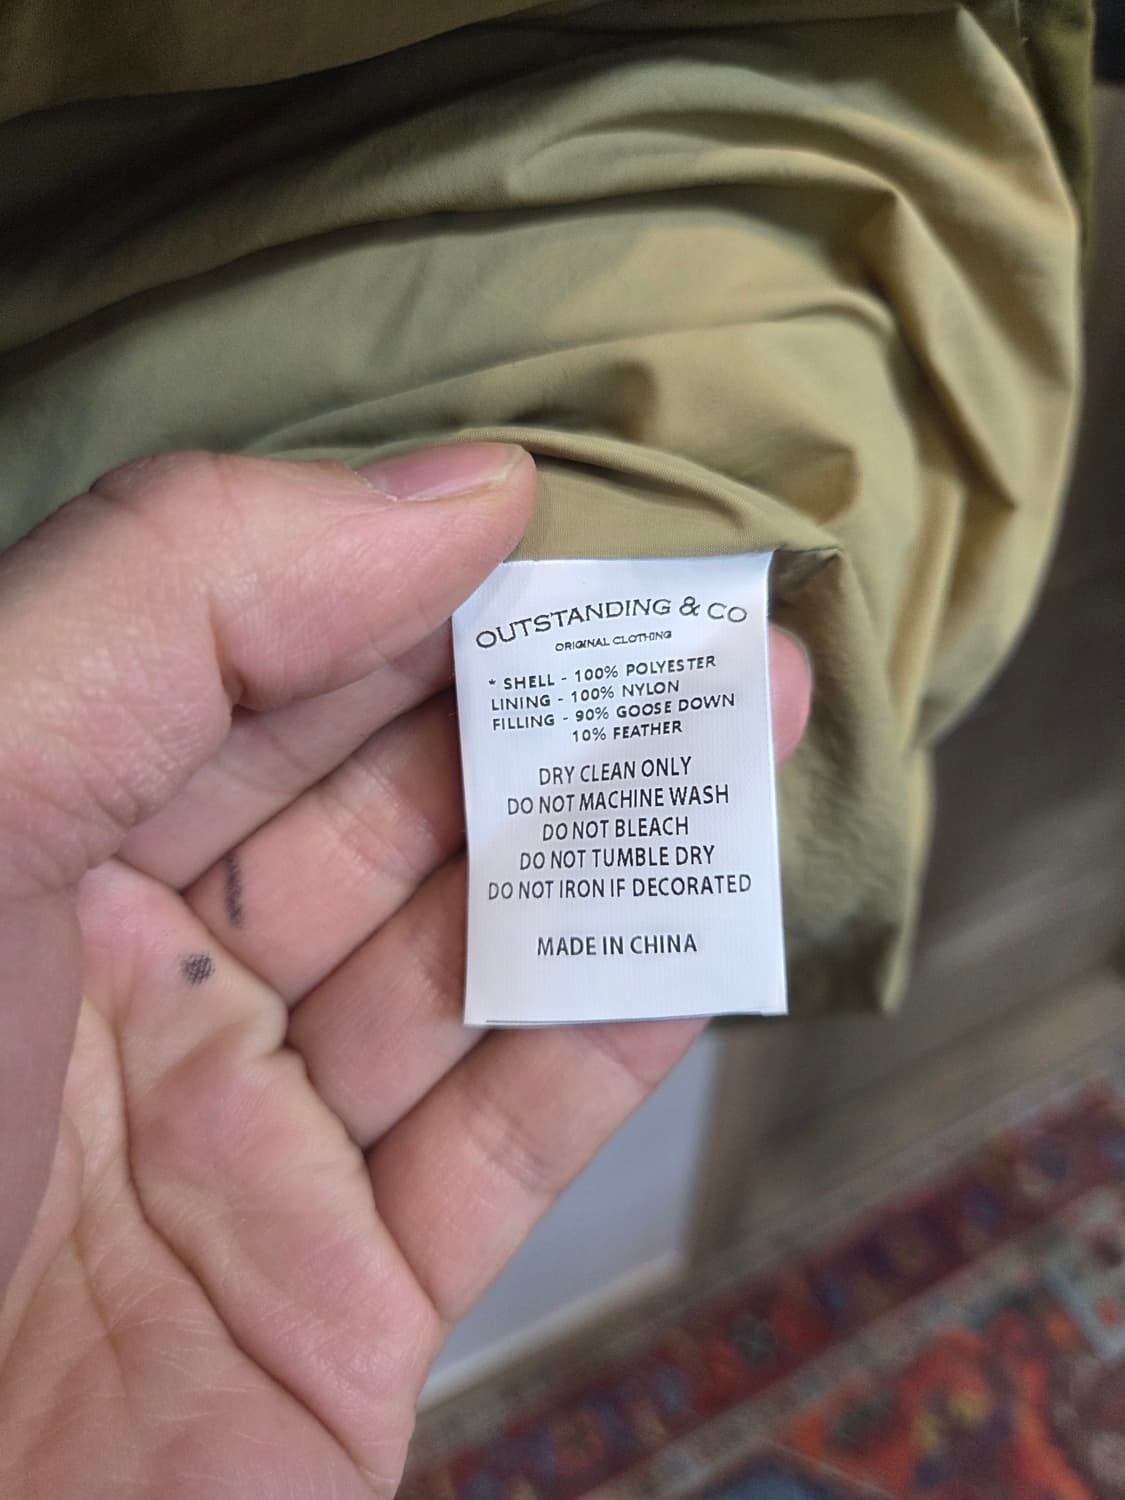 OUTSTANDING & CO
ORIGINAL CLOTHING
* SHELL - 100% POLYESTER
LINING - 100% NYLON
FILLING - 90% GOOSE DOWN
10% FEATHER
DRY CLEAN ONLY
DO NOT MACHINE WASH
DO NOT BLEACH
DO NOT TUMBLE DRY
DO NOT IRON IF DECORATED
MADE IN CHINA